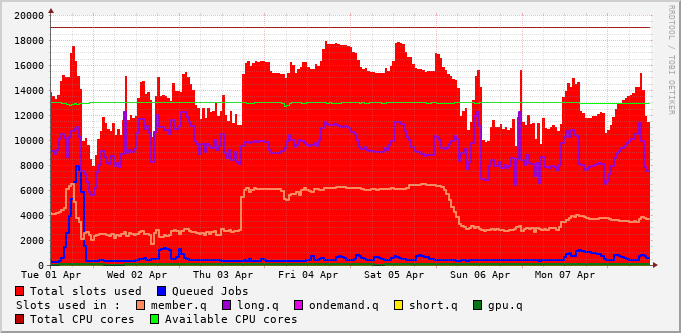 20000
18000
16000
14000
12000
10000
8000
6000
4000
2000
0
Tue 01 Apr Wed 02 Apr Thu 03 Apr Fri 04 Apr Sat 05 Apr Sun 06 Apr Mon 07 Apr
Total slots used Queued Jobs
Slots used in : member.q long.q ondemand.q short.q gpu.q
Total CPU cores Available CPU cores
RRDTOOL / TOBI OETIKER